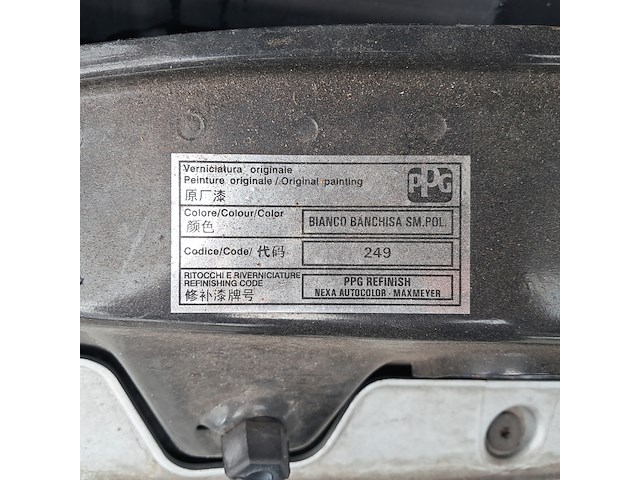 Verniciatura originale
Peinture originale / Original painting
原厂漆
PPG
Colore/Colour/Color
颜色
BIANCO BANCHISA SM.POL.
Codice/Code/ 代码
249
RITOCCHI E RIVERNICIATURE
REFINISHING CODE
修补漆牌号
PPG REFINISH
NEXA AUTOCOLOR - MAXMEYER